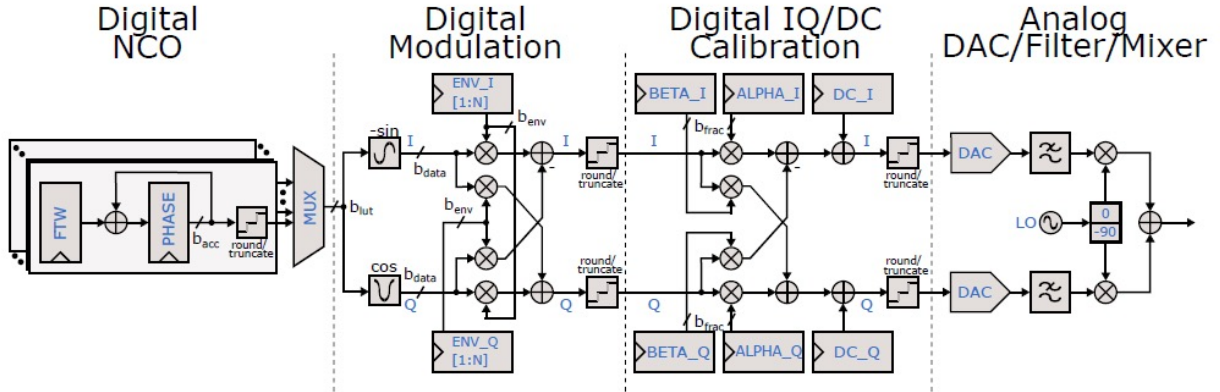 Digital
NCO
Digital
Modulation
Digital IQ/DC
Calibration
Analog
DAC/Filter/Mixer
FTW
PHASE
b_acc
round/
truncate
MUX
b_lut
-sin
I
b_data
cos
b_data
Q
ENV_I
[1:N]
b_env
b_env
ENV_Q
[1:N]
-
I
round/
truncate
Q
round/
truncate
BETA_I
ALPHA_I
DC_I
b_frac
I
-
I
round/
truncate
Q
b_frac
BETA_Q
ALPHA_Q
DC_Q
Q
round/
truncate
DAC
LO
0
-90
DAC